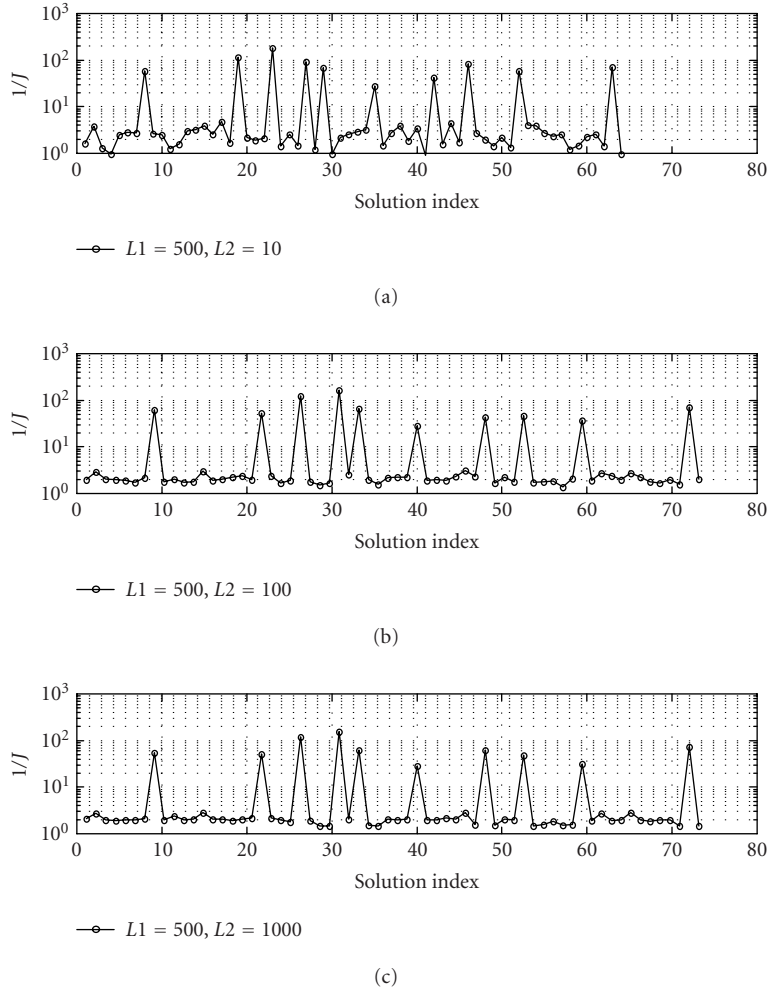 10³
10²
10¹
10⁰
1/J
0 10 20 30 40 50 60 70 80
Solution index
L1 = 500, L2 = 10
(a)
10³
10²
10¹
10⁰
1/J
0 10 20 30 40 50 60 70 80
Solution index
L1 = 500, L2 = 100
(b)
10³
10²
10¹
10⁰
1/J
0 10 20 30 40 50 60 70 80
Solution index
L1 = 500, L2 = 1000
(c)